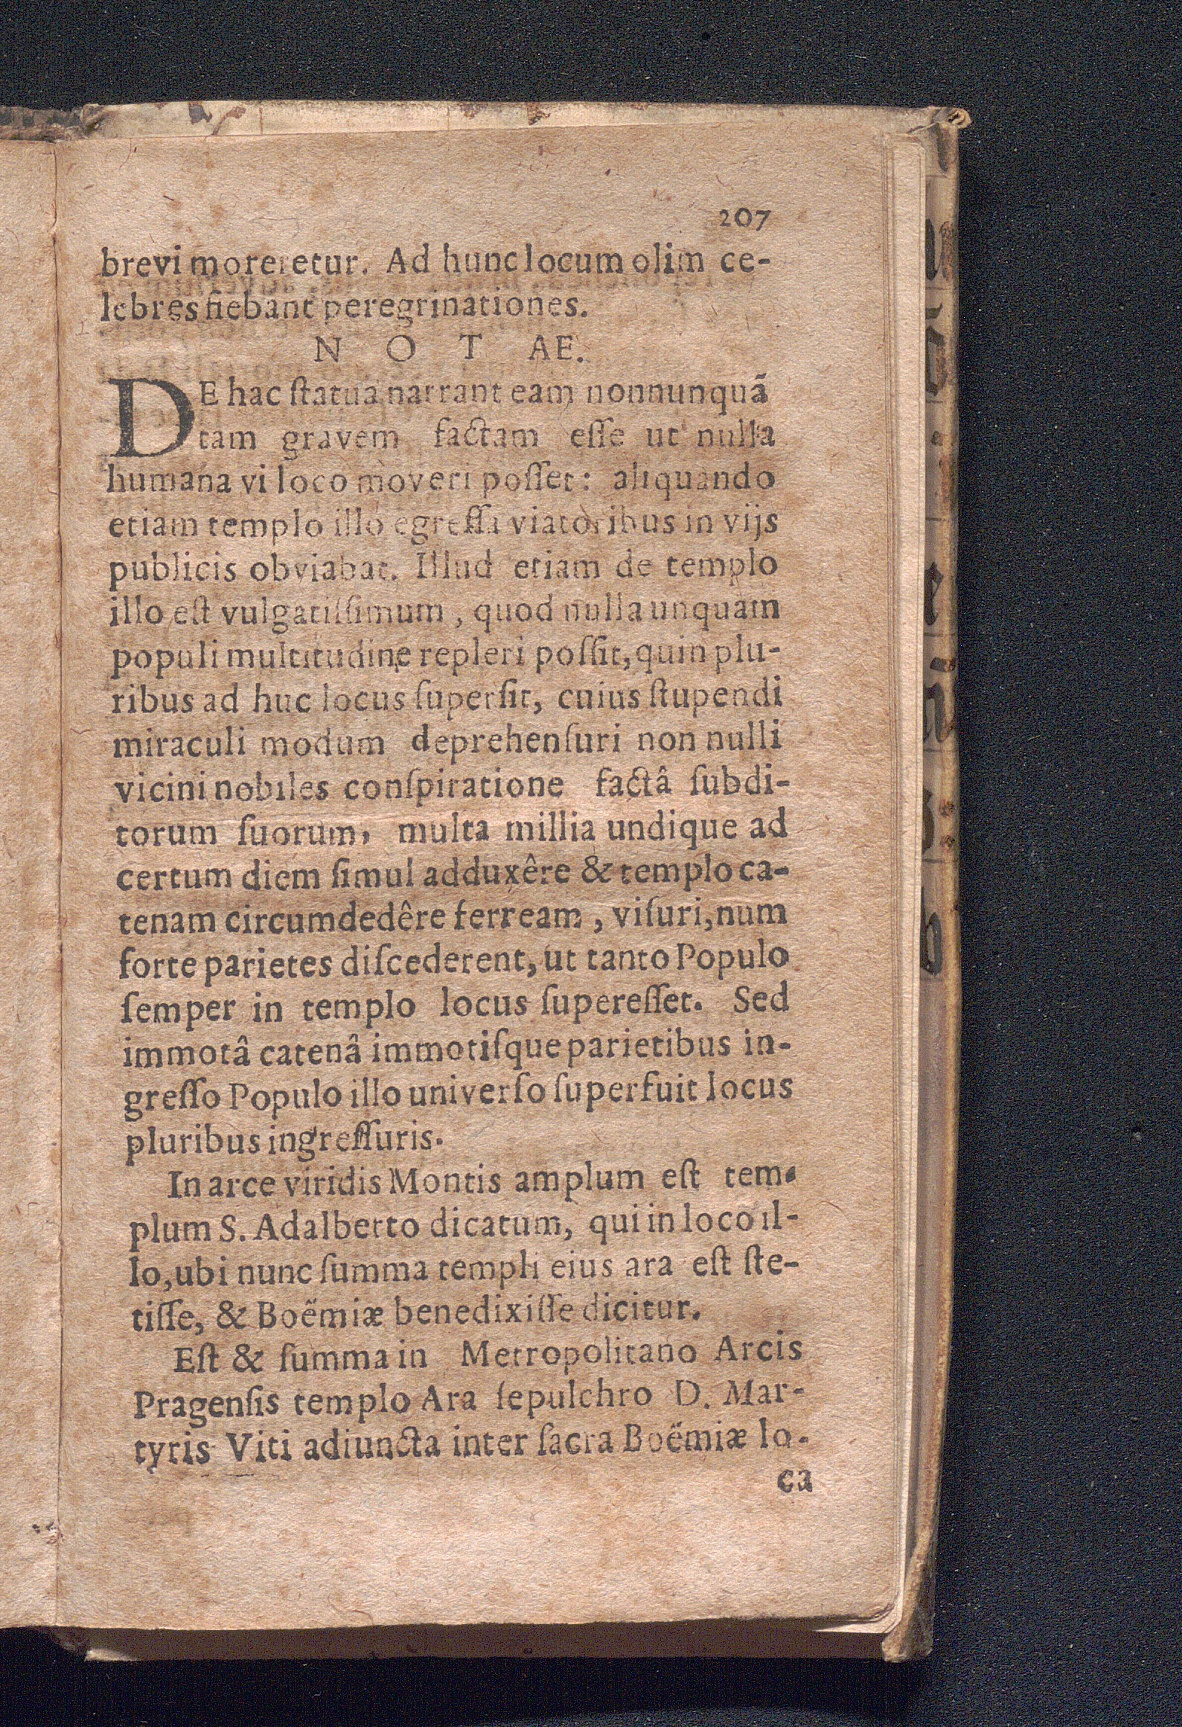 207
brevi moreretur. Ad hunc locum olim ce-
lebres fiebant peregrinationes.
N O T AE.
DE hac ſtatua narrant eam nonnunquã
tam gravem factam eſſe ut nulla
humana vi loco moveri poſſet: aliquando
etiam templo illo egreſſa viatoribus in vijs
publicis obviabat. Illud etiam de templo
illo eſt vulgatiſſimum, quod nulla unquam
populi multitudine repleri poſſit, quin plu-
ribus ad huc locus ſuperſit, cuius ſtupendi
miraculi modum deprehenſuri non nulli
vicini nobiles conſpiratione factâ ſubdi-
torum ſuorum, multa millia undique ad
certum diem ſimul adduxêre & templo ca-
tenam circumdedêre ferream, viſuri, num
forte parietes diſcederent, ut tanto Populo
ſemper in templo locus ſupereſſet. Sed
immotâ catenâ immotiſque parietibus in-
greſſo Populo illo univerſo ſuperfuit locus
pluribus ingreſſuris.
In arce viridis Montis amplum eſt tem-
plum S. Adalberto dicatum, qui in loco il-
lo, ubi nunc ſumma templi eius ara eſt ſte-
tiſſe, & Boëmiæ benedixiſſe dicitur.
Eſt & ſumma in Metropolitano Arcis
Pragenſis templo Ara ſepulchro D. Mar-
tyris Viti adiuncta inter ſacra Boëmiæ lo-
ca